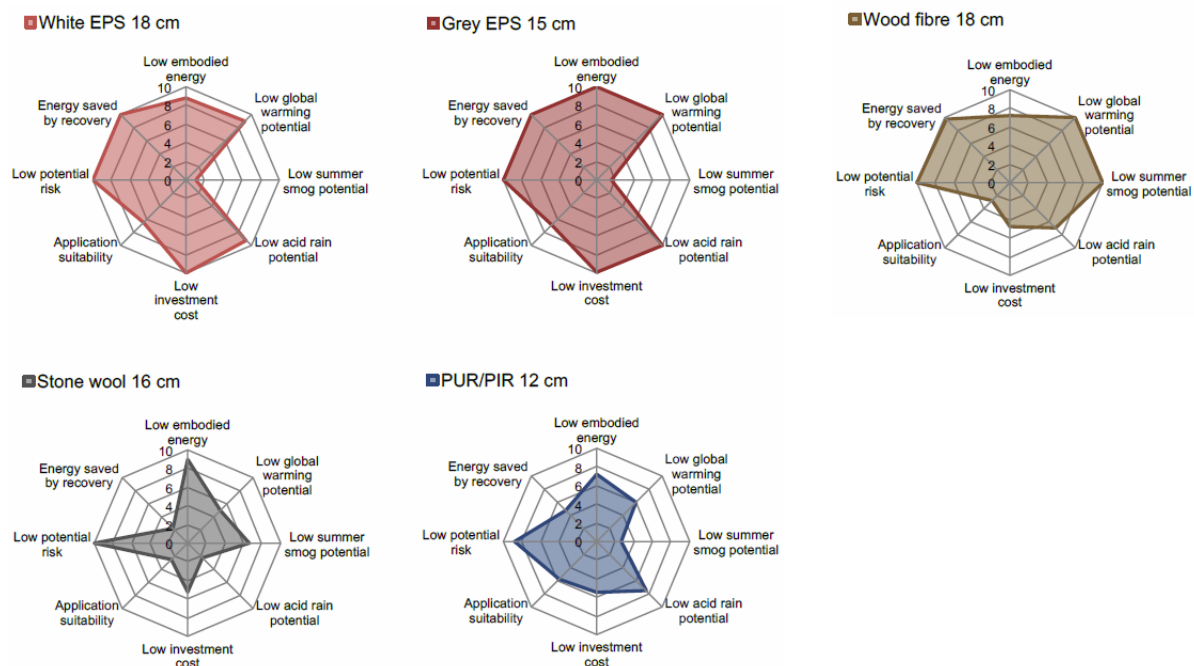 White EPS 18 cm
Low embodied
energy
Low global
warming
potential
Low summer
smog potential
Low acid rain
potential
Low
investment
cost
Application
suitability
Low potential
risk
Energy saved
by recovery
10
8
6
4
2
0
Grey EPS 15 cm
Low embodied
energy
Low global
warming
potential
Low summer
smog potential
Low acid rain
potential
Low investment
cost
Application
suitability
Low potential
risk
Energy saved
by recovery
10
8
6
4
2
0
Wood fibre 18 cm
Low embodied
energy
Low global
warming
potential
Low summer
smog potential
Low acid rain
potential
Low investment
cost
Application
suitability
Low potential
risk
Energy saved
by recovery
10
8
6
4
2
0
Stone wool 16 cm
Low embodied
energy
Low global
warming
potential
Low summer
smog potential
Low acid rain
potential
Low investment
cost
Application
suitability
Low potential
risk
Energy saved
by recovery
10
8
6
4
2
0
PUR/PIR 12 cm
Low embodied
energy
Low global
warming
potential
Low summer
smog potential
Low acid rain
potential
Low investment
cost
Application
suitability
Low potential
risk
Energy saved
by recovery
10
8
6
4
2
0